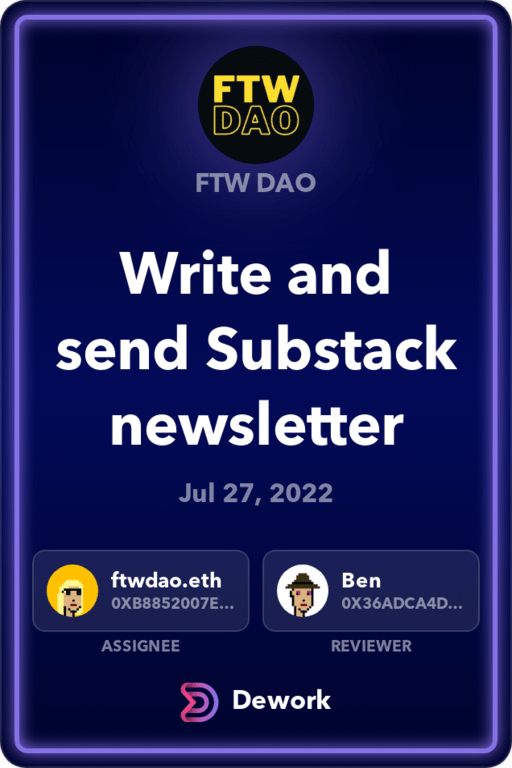 FTW
DAO
FTW DAO
Write and
send Substack
newsletter
Jul 27, 2022
ftwdao.eth
0XB8852007E...
ASSIGNEE
Ben
0X36ADCA4D...
REVIEWER
Dework